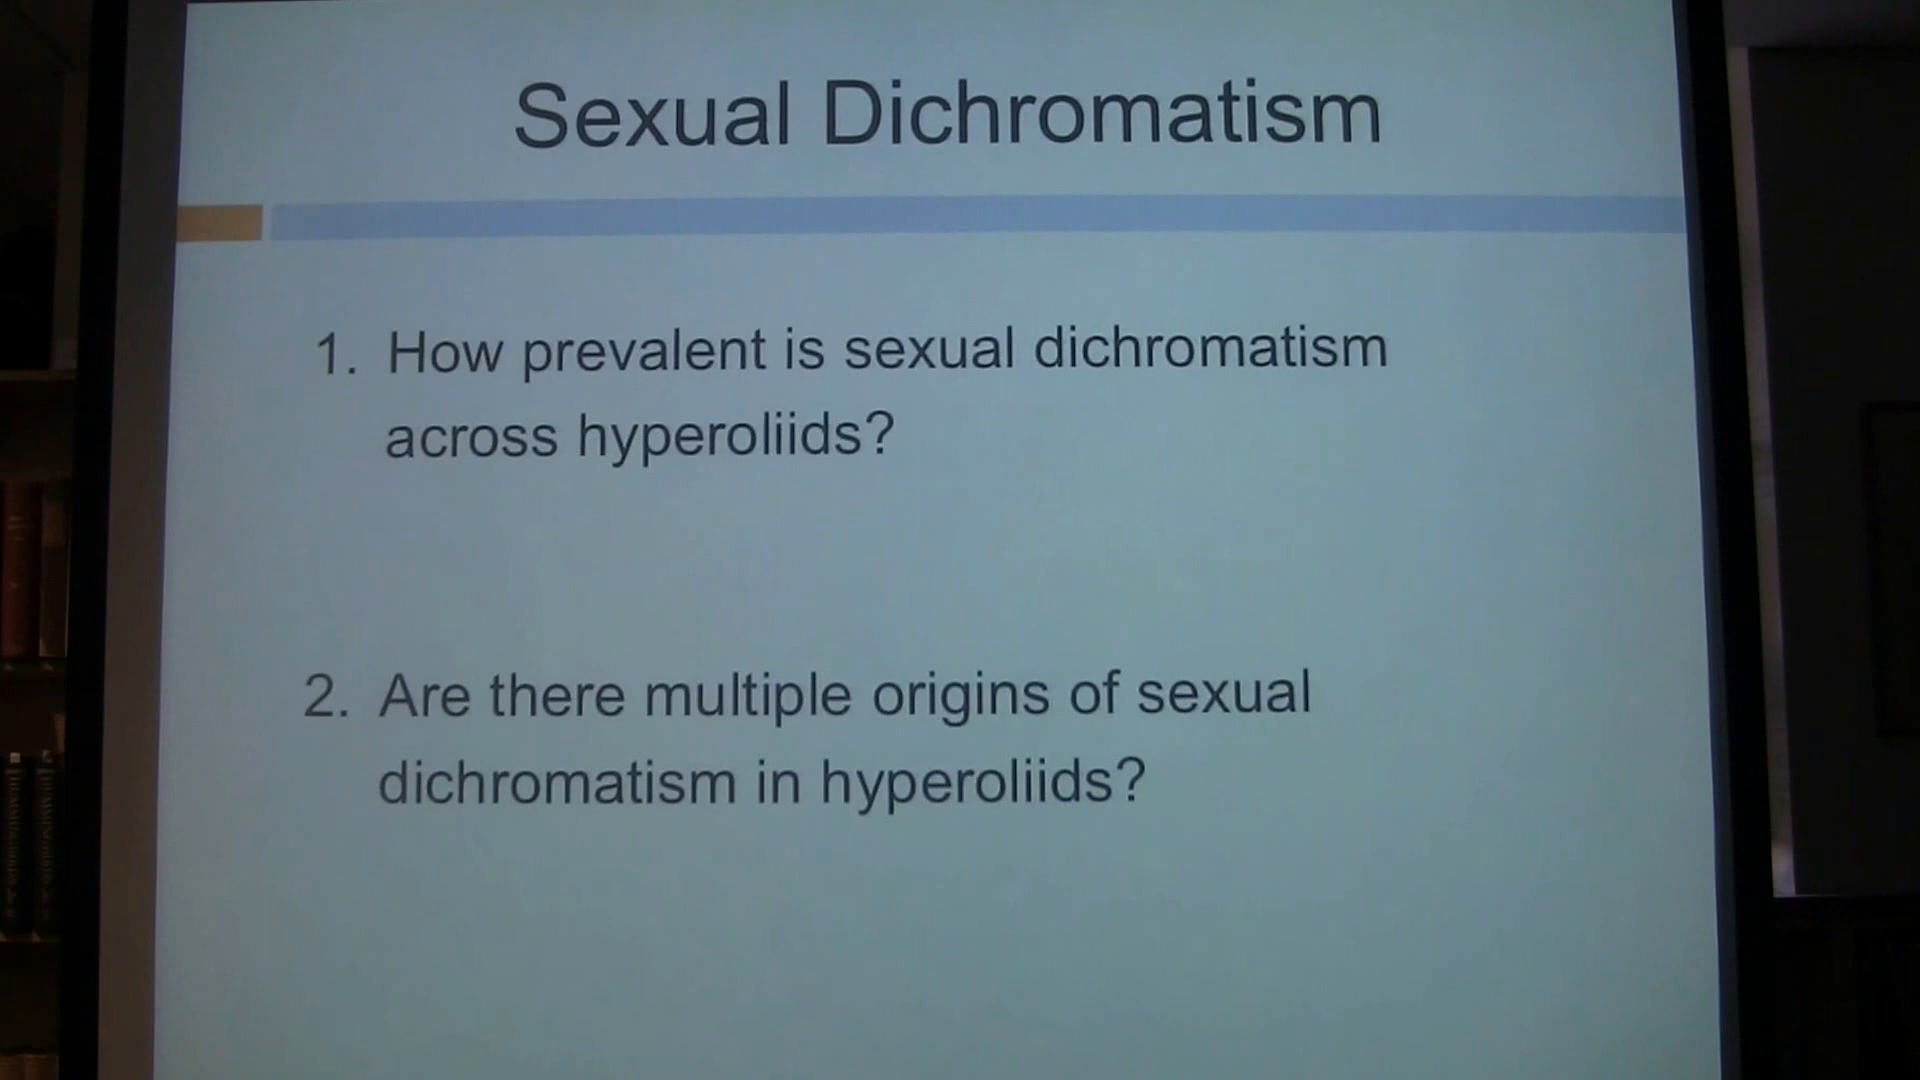 Sexual Dichromatism
1. How prevalent is sexual dichromatism
across hyperoliids?
2. Are there multiple origins of sexual
dichromatism in hyperoliids?